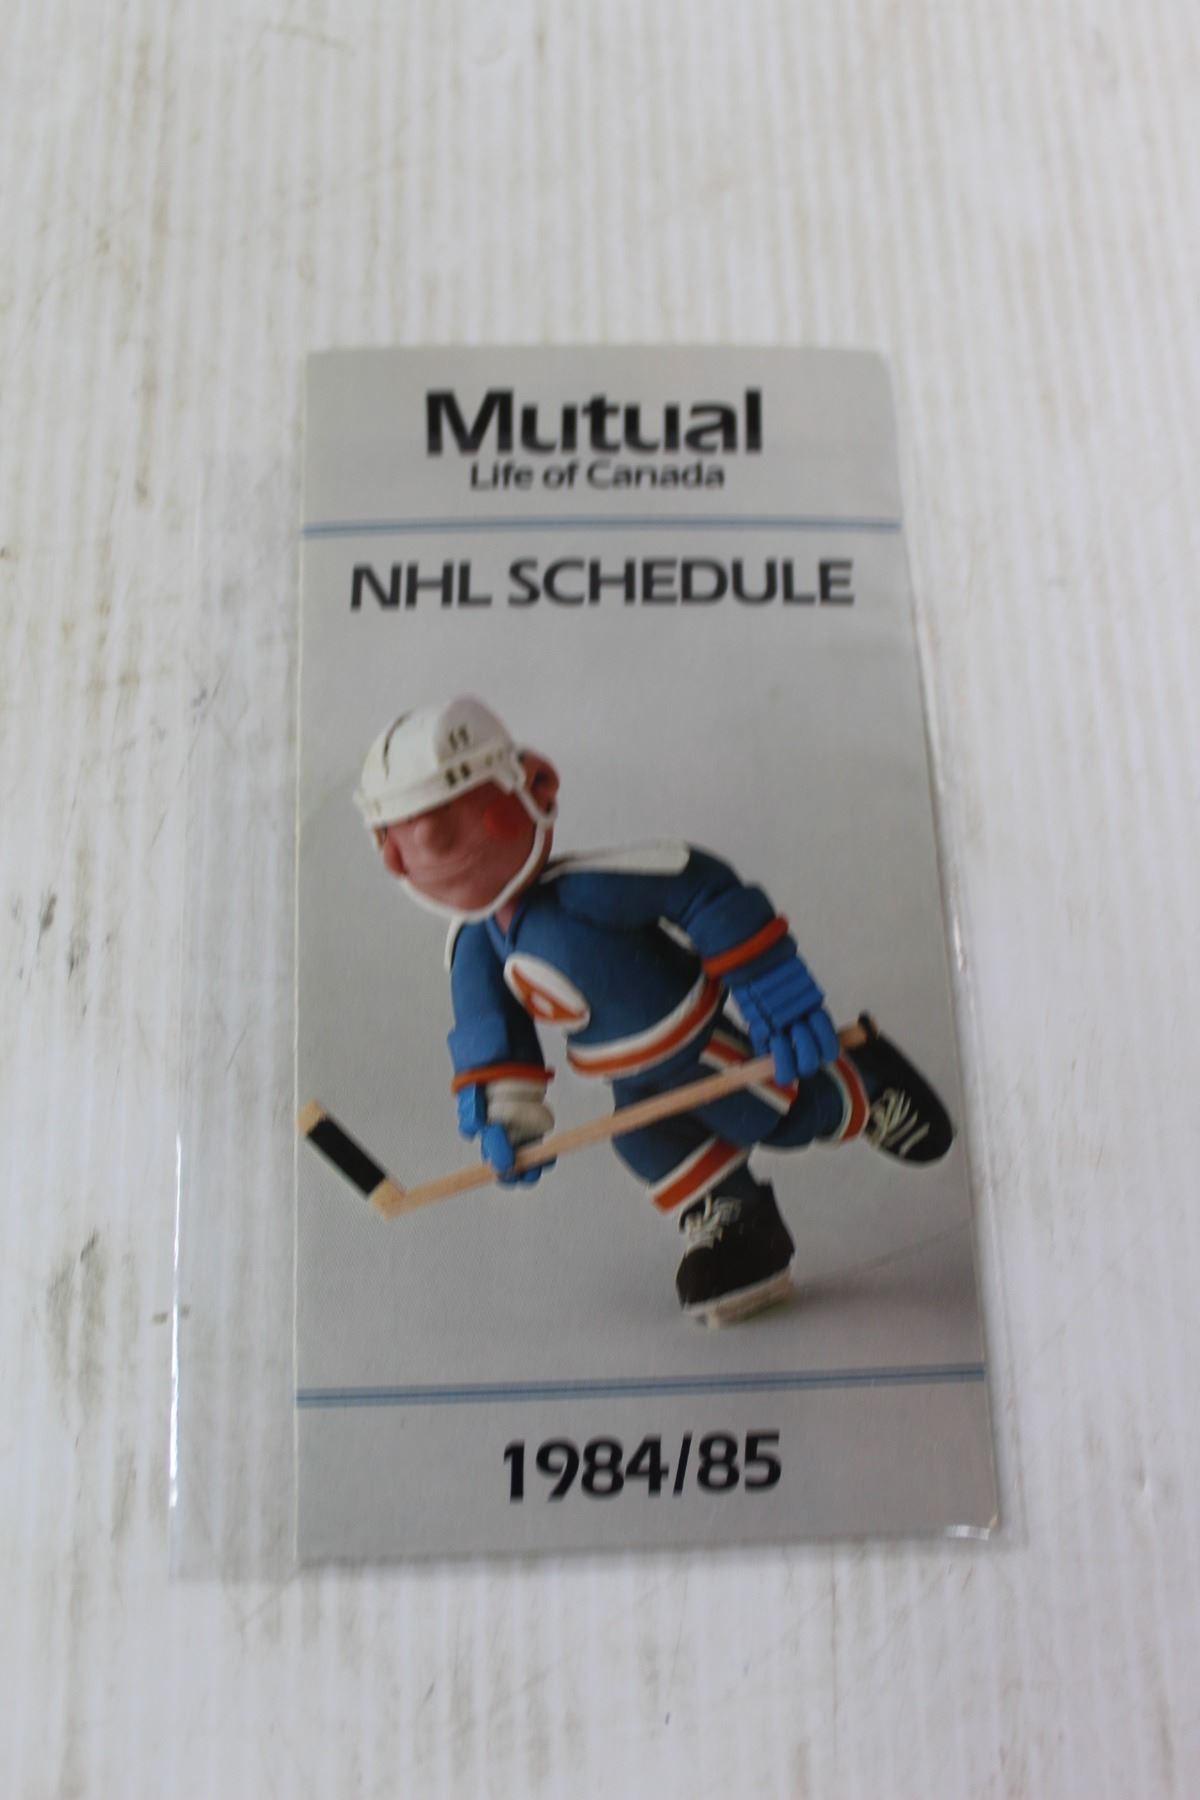 Mutual
Life of Canada
NHL SCHEDULE
1984/85